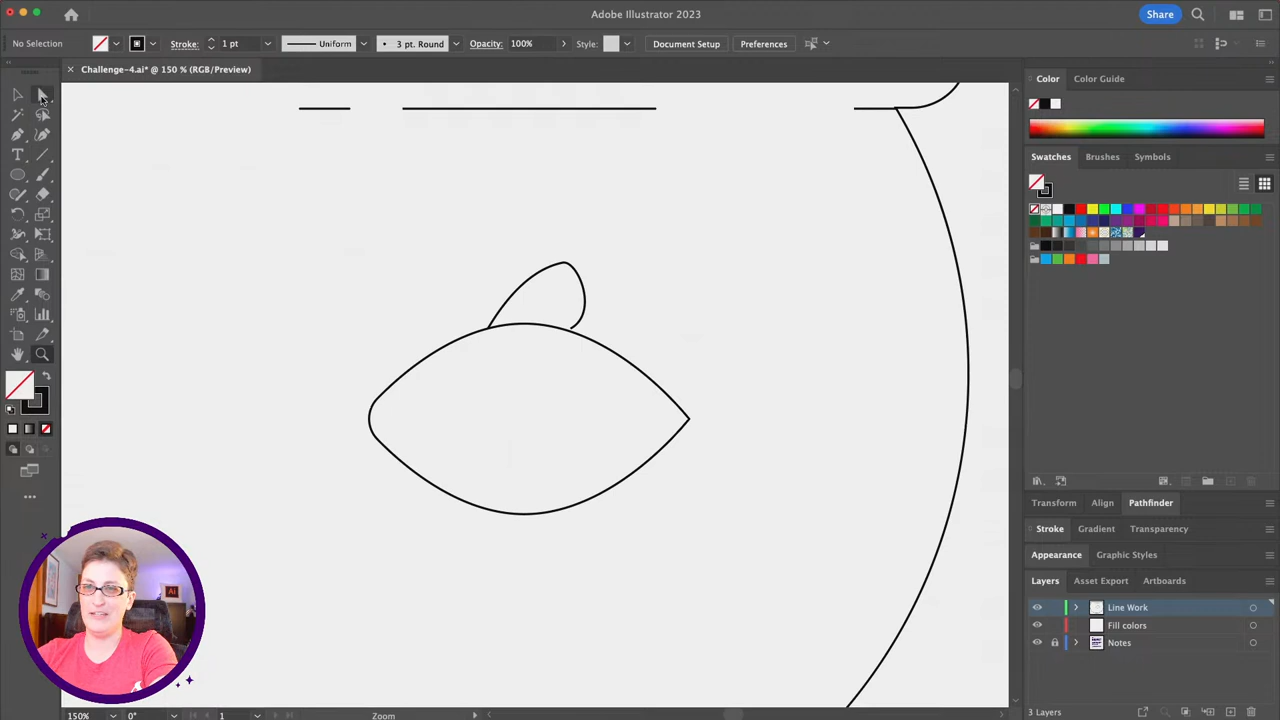 Adobe Illustrator 2023
Share
No Selection
Stroke:
1 pt
Uniform
3 pt. Round
Opacity:
100%
Style:
Document Setup
Preferences
Challenge-4.ai* @ 150 % (RGB/Preview)
Color
Color Guide
Swatches
Brushes
Symbols
Transform
Align
Pathfinder
Stroke
Gradient
Transparency
Appearance
Graphic Styles
Layers
Asset Export
Artboards
Line Work
Fill colors
Notes
Ai
150%
0°
1
Zoom
3 Layers